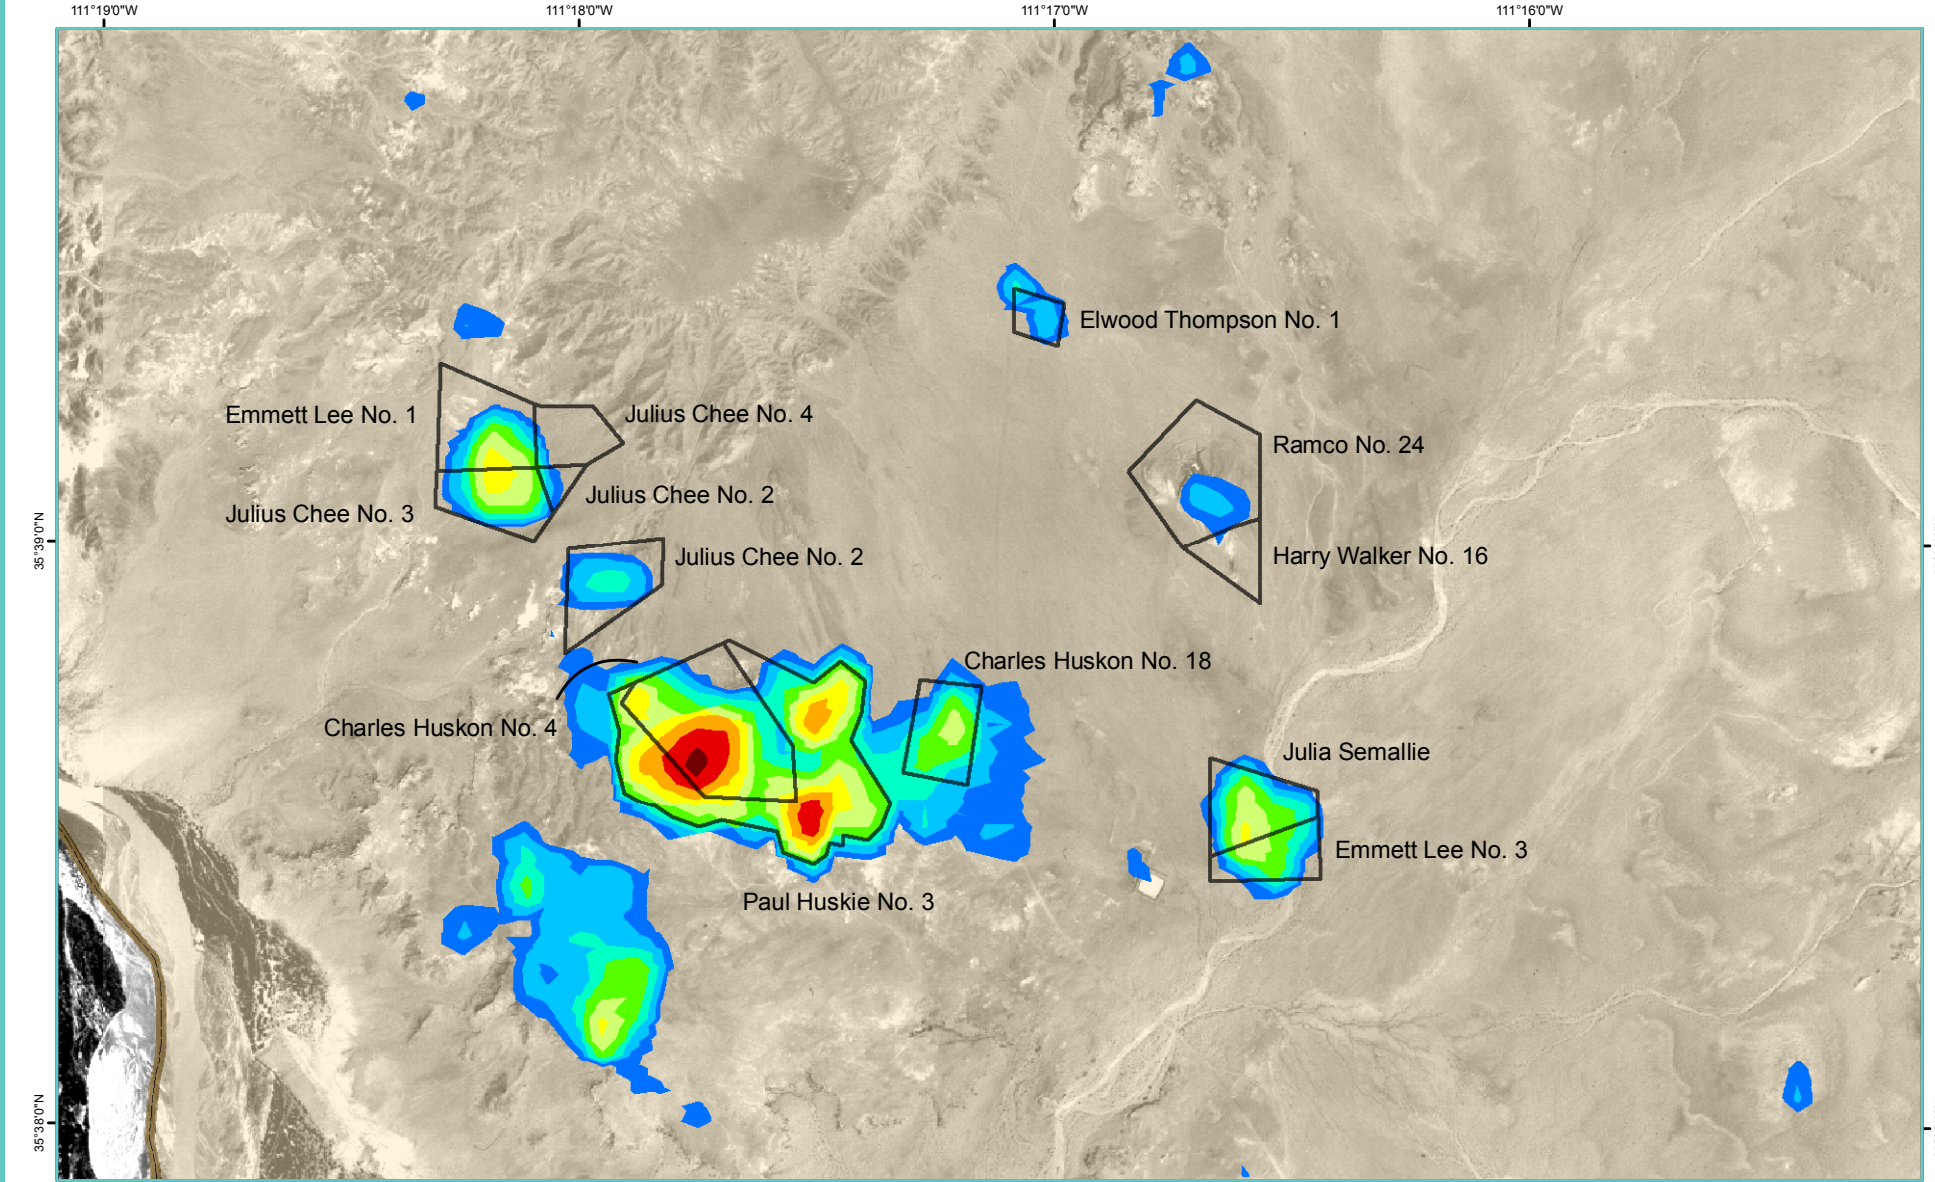 111°19'0"W
111°18'0"W
111°17'0"W
111°16'0"W
Elwood Thompson No. 1
Emmett Lee No. 1
Julius Chee No. 4
Ramco No. 24
Julius Chee No. 2
Julius Chee No. 3
35°39'0"N
Julius Chee No. 2
Harry Walker No. 16
Charles Huskon No. 18
Charles Huskon No. 4
Julia Semallie
Emmett Lee No. 3
Paul Huskie No. 3
35°38'0"N